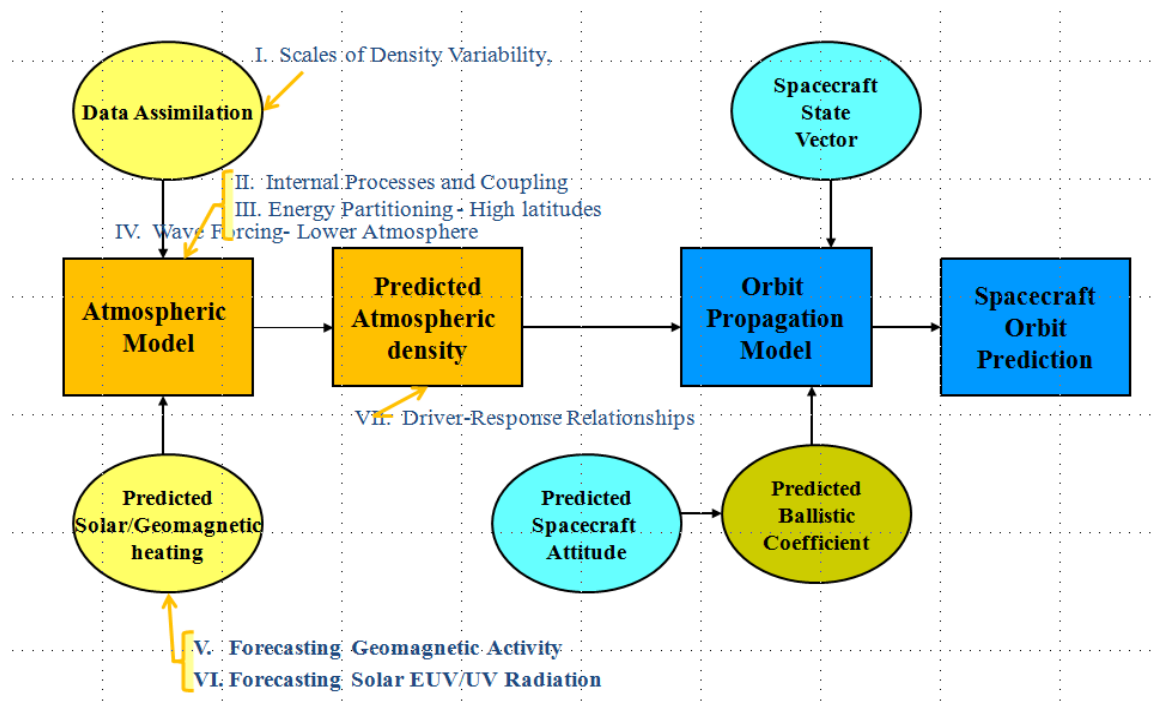 I. Scales of Density Variability,
Data Assimilation
Spacecraft
State
Vector
II. Internal Processes and Coupling
III. Energy Partitioning - High latitudes
IV. Wave Forcing- Lower Atmosphere
Atmospheric
Model
Predicted
Atmospheric
density
Orbit
Propagation
Model
Spacecraft
Orbit
Prediction
VII. Driver-Response Relationships
Predicted
Solar/Geomagnetic
heating
Predicted
Spacecraft
Attitude
Predicted
Ballistic
Coefficient
V. Forecasting Geomagnetic Activity
VI. Forecasting Solar EUV/UV Radiation